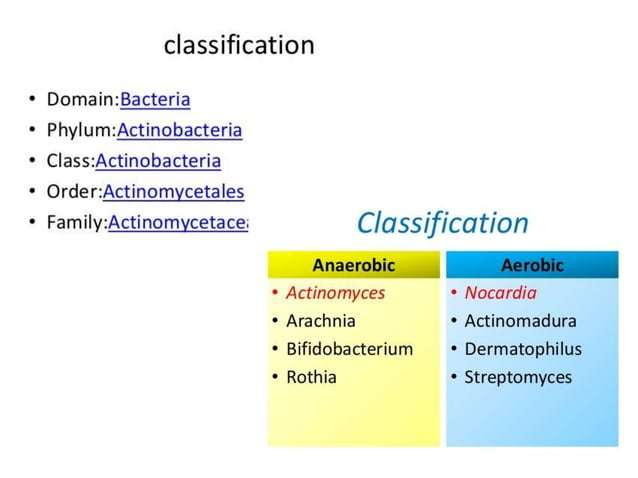 classification
• Domain:Bacteria
• Phylum:Actinobacteria
• Class:Actinobacteria
• Order:Actinomycetales
• Family:Actinomycetacea
Classification
Anaerobic
• Actinomyces
• Arachnia
• Bifidobacterium
• Rothia
Aerobic
• Nocardia
• Actinomadura
• Dermatophilus
• Streptomyces